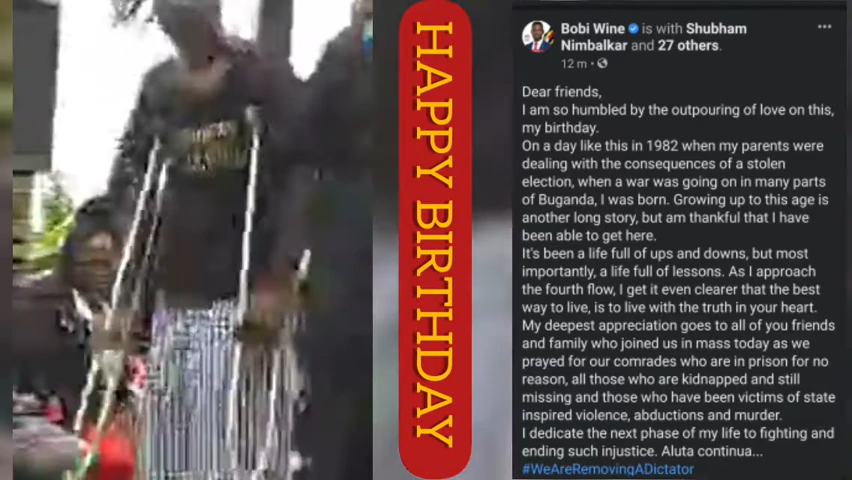 HAPPY BIRTHDAY
Bobi Wine is with Shubham
Nimbalkar and 27 others.
12 m
Dear friends,
I am so humbled by the outpouring of love on this,
my birthday.
On a day like this in 1982 when my parents were
dealing with the consequences of a stolen
election, when a war was going on in many parts
of Buganda, I was born. Growing up to this age is
another long story, but am thankful that I have
been able to get here.
It's been a life full of ups and downs, but most
importantly, a life full of lessons. As I approach
the fourth flow, I get it even clearer that the best
way to live, is to live with the truth in your heart.
My deepest appreciation goes to all of you friends
and family who joined us in mass today as we
prayed for our comrades who are in prison for no
reason, all those who are kidnapped and still
missing and those who have been victims of state
inspired violence, abductions and murder.
I dedicate the next phase of my life to fighting and
ending such injustice. Aluta continua...
#WeAreRemovingADictator